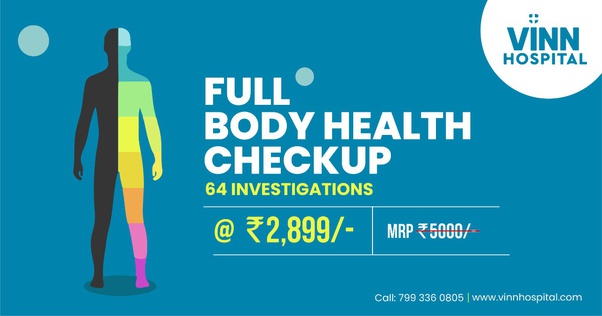 VINN
HOSPITAL
FULL
BODY HEALTH
CHECKUP
64 INVESTIGATIONS
@ ₹2,899/-
MRP ₹5000/-
Call: 799 336 0805 | www.vinnhospital.com